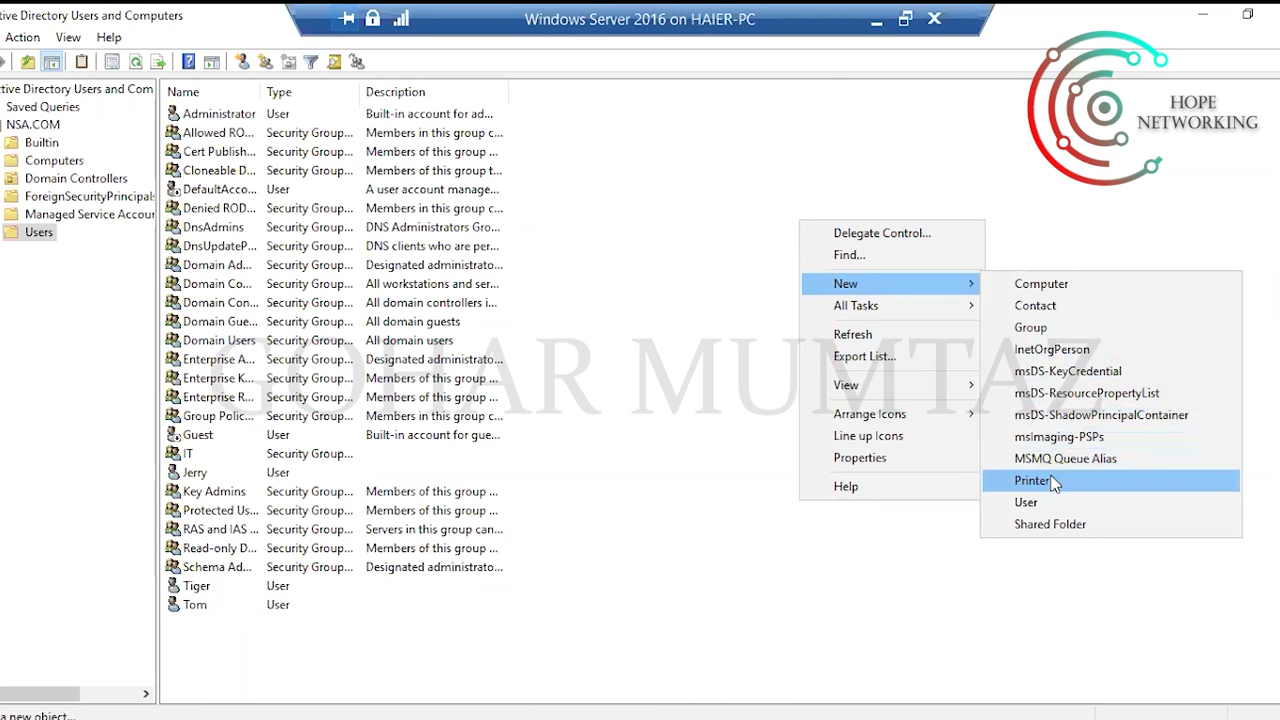 ctive Directory Users and Computers
Windows Server 2016 on HAIER-PC
Action View Help
HOPE
NETWORKING
ctive Directory Users and Com
Saved Queries
NSA.COM
Builtin
Computers
Domain Controllers
ForeignSecurityPrincipals
Managed Service Accou
Users
Name Type Description
Administrator User Built-in account for ad...
Allowed RO... Security Group... Members in this group c...
Cert Publish... Security Group... Members of this group ...
Cloneable D... Security Group... Members of this group t...
DefaultAcco... User A user account manage...
Denied ROD... Security Group... Members in this group c...
DnsAdmins Security Group... DNS Administrators Gro...
DnsUpdateP... Security Group... DNS clients who are per...
Domain Ad... Security Group... Designated administrato...
Domain Co... Security Group... All workstations and ser...
Domain Con... Security Group... All domain controllers i...
Domain Gue... Security Group... All domain guests
Domain Users Security Group... All domain users
Enterprise A... Security Group... Designated administrato...
Enterprise K... Security Group... Members of this group ...
Enterprise R... Security Group... Members of this group ...
Group Polic... Security Group... Members in this group c...
Guest User Built-in account for gue...
IT Security Group...
Jerry User
Key Admins Security Group... Members of this group ...
Protected Us... Security Group... Members of this group ...
RAS and IAS ... Security Group... Servers in this group can...
Read-only D... Security Group... Members of this group ...
Schema Ad... Security Group... Designated administrato...
Tiger User
Tom User
GOHAR MUMTAZ
Delegate Control...
Find...
New
All Tasks
Refresh
Export List...
View
Arrange Icons
Line up Icons
Properties
Help
Computer
Contact
Group
InetOrgPerson
msDS-KeyCredential
msDS-ResourcePropertyList
msDS-ShadowPrincipalContainer
msImaging-PSPs
MSMQ Queue Alias
Printer
User
Shared Folder
a new object...